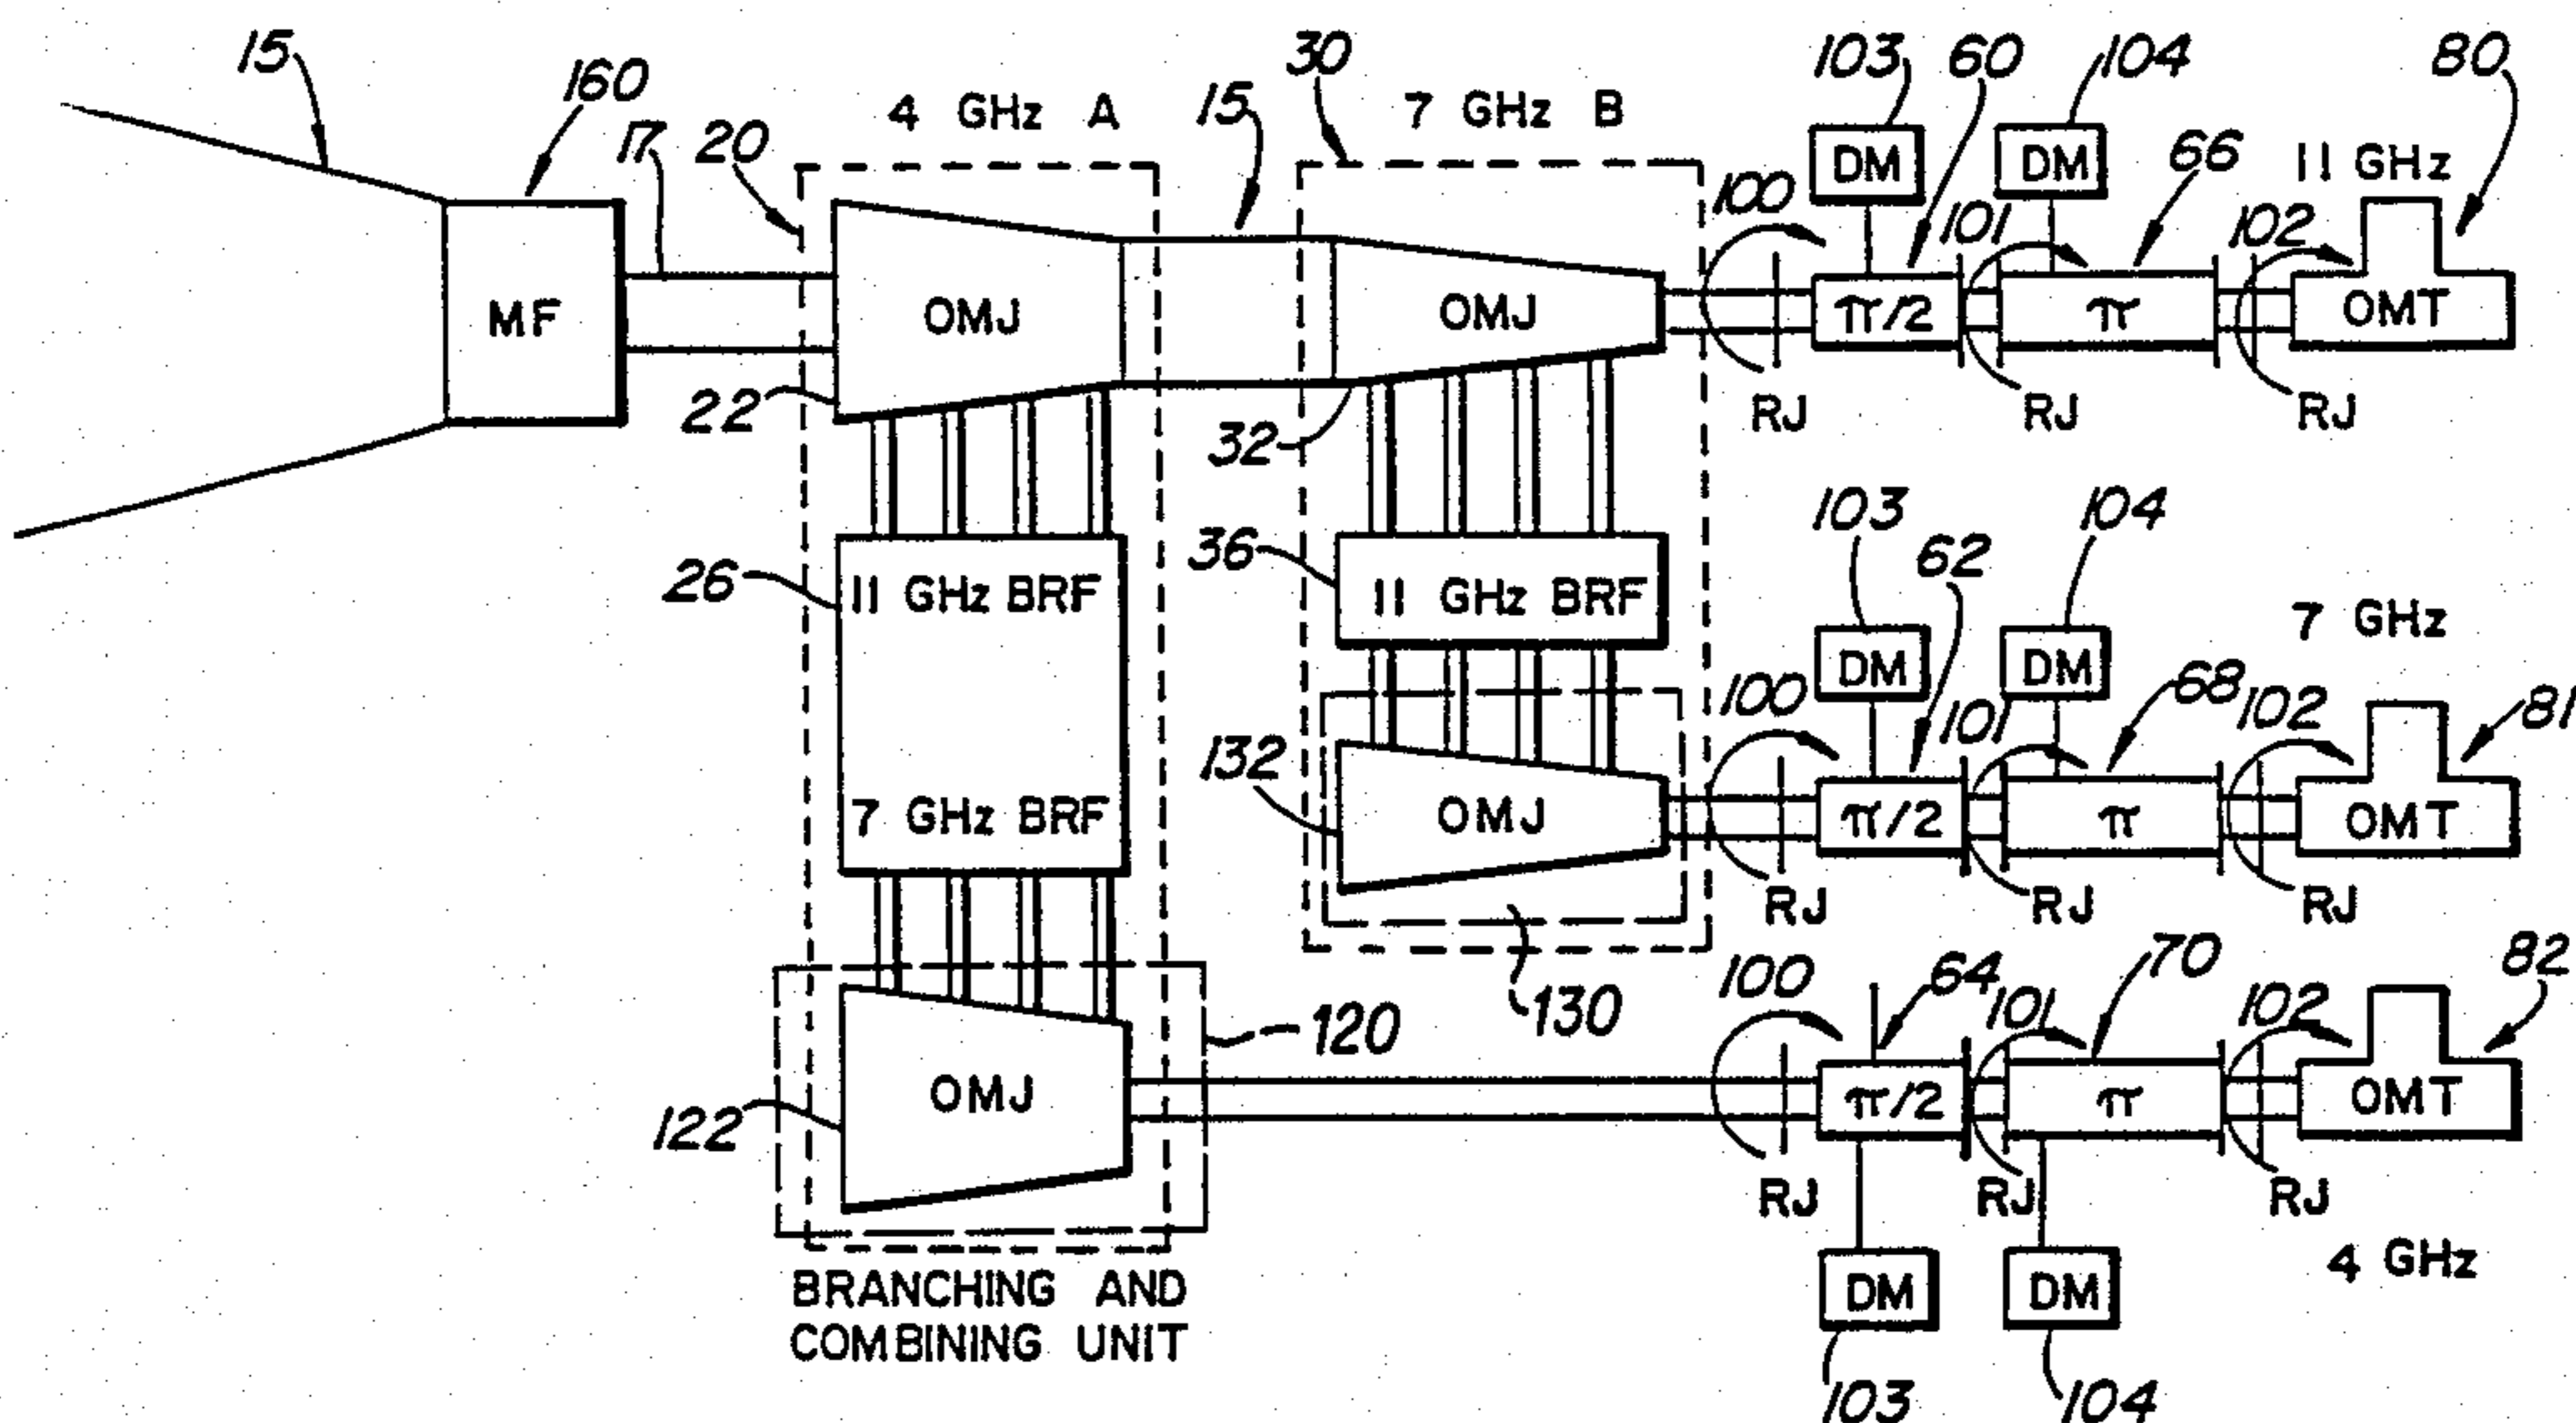 15
160
17
20
4 GHz A
15
30
7 GHz B
103
60
104
80
DM
DM
66
11 GHz
100
101
102
MF
OMJ
OMJ
π/2
π
OMT
22
32
RJ
RJ
RJ
26
11 GHz BRF
7 GHz BRF
36
11 GHz BRF
103
62
104
7 GHz
DM
DM
100
101
68
102
81
132
OMJ
π/2
π
OMT
RJ
RJ
RJ
130
120
122
OMJ
100
64
101
70
102
82
π/2
π
OMT
RJ
RJ
RJ
DM
DM
4 GHz
103
104
BRANCHING AND
COMBINING UNIT